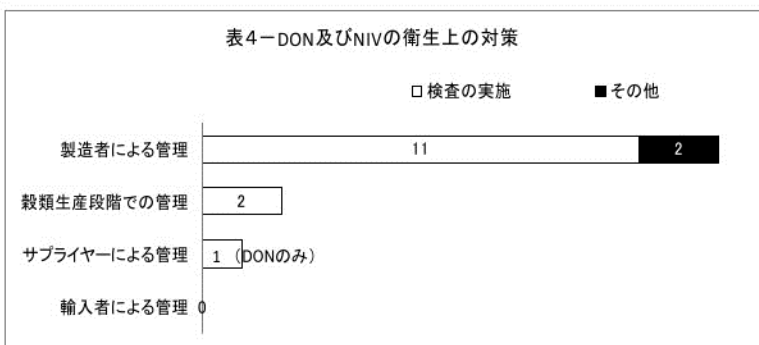 表4－DON及びNIVの衛生上の対策
□検査の実施 ■その他
製造者による管理 11 2
穀類生産段階での管理 2
サプライヤーによる管理 1 (DONのみ)
輸入者による管理 0